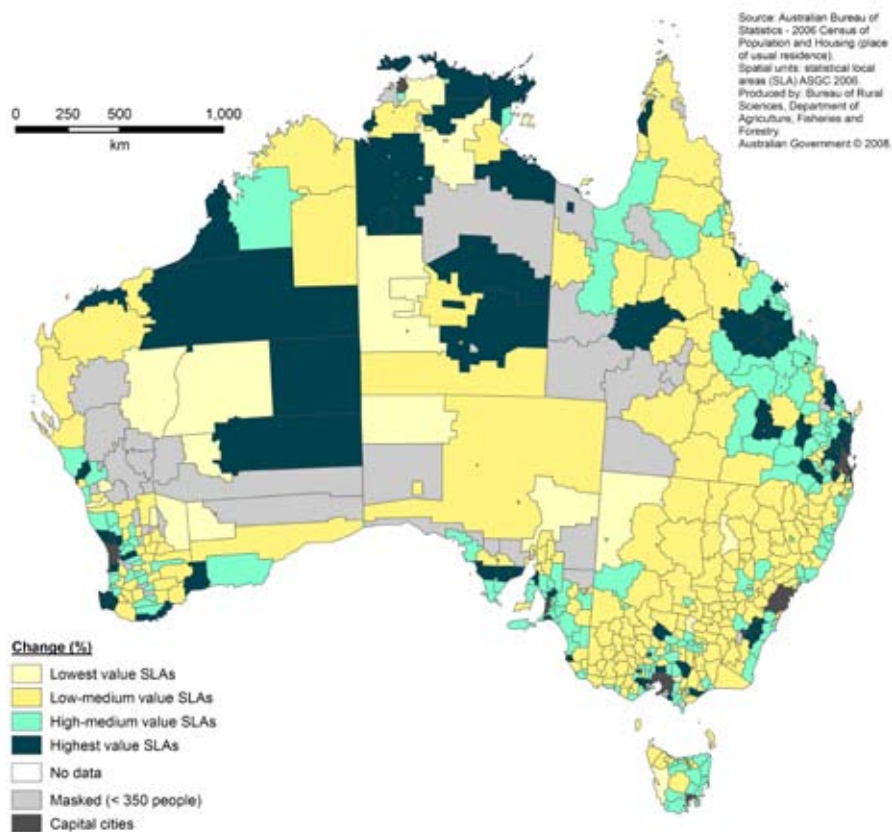 Source: Australian Bureau of
Statistics - 2006 Census of
Population and Housing (place
of usual residence).
Spatial units: statistical local
areas (SLA) ASGC 2006.
Produced by: Bureau of Rural
Sciences, Department of
Agriculture, Fisheries and
Forestry.
Australian Government © 2008.
0 250 500 1,000
km
Change (%)
Lowest value SLAs
Low-medium value SLAs
High-medium value SLAs
Highest value SLAs
No data
Masked (< 350 people)
Capital cities